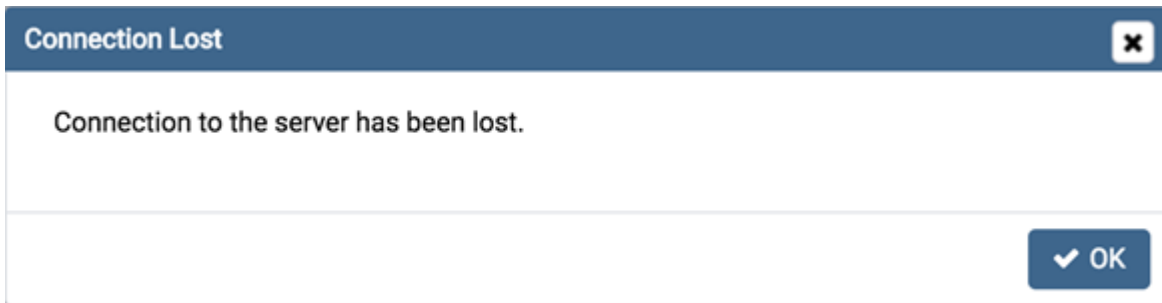 Connection Lost
Connection to the server has been lost.
OK